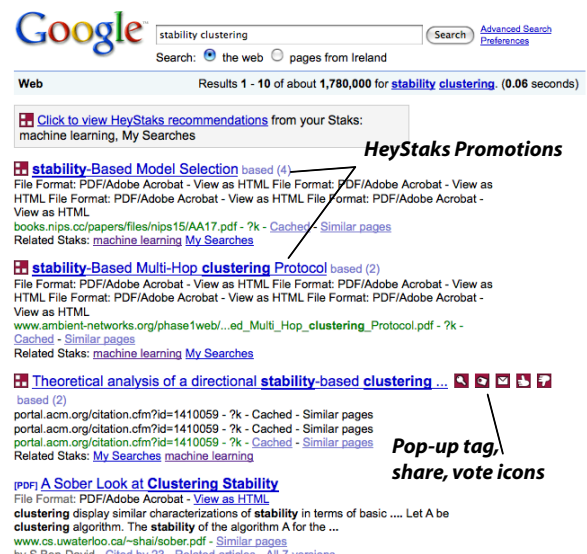 Google™
stability clustering
Search
Advanced Search
Preferences
Search: the web pages from Ireland
Web Results 1 - 10 of about 1,780,000 for stability clustering. (0.06 seconds)
Click to view HeyStaks recommendations from your Staks:
machine learning, My Searches
HeyStaks Promotions
stability-Based Model Selection based (4)
File Format: PDF/Adobe Acrobat - View as HTML File Format: PDF/Adobe Acrobat - View as
HTML File Format: PDF/Adobe Acrobat - View as HTML File Format: PDF/Adobe Acrobat -
View as HTML
books.nips.cc/papers/files/nips15/AA17.pdf - ?k - Cached - Similar pages
Related Staks: machine learning My Searches
stability-Based Multi-Hop clustering Protocol based (2)
File Format: PDF/Adobe Acrobat - View as HTML File Format: PDF/Adobe Acrobat - View as
HTML File Format: PDF/Adobe Acrobat - View as HTML File Format: PDF/Adobe Acrobat -
View as HTML
www.ambient-networks.org/phase1web/...ed_Multi_Hop_clustering_Protocol.pdf - ?k -
Cached - Similar pages
Related Staks: machine learning My Searches
Theoretical analysis of a directional stability-based clustering ...
based (2)
portal.acm.org/citation.cfm?id=1410059 - ?k - Cached - Similar pages
portal.acm.org/citation.cfm?id=1410059 - ?k - Cached - Similar pages
portal.acm.org/citation.cfm?id=1410059 - ?k - Cached - Similar pages
Related Staks: My Searches machine learning
Pop-up tag,
share, vote icons
[PDF] A Sober Look at Clustering Stability
File Format: PDF/Adobe Acrobat - View as HTML
clustering display similar characterizations of stability in terms of basic .... Let A be
clustering algorithm. The stability of the algorithm A for the ...
www.cs.uwaterloo.ca/~shai/sober.pdf - Similar pages
by S Ben-David - Cited by 23 - Related articles - All 7 versions